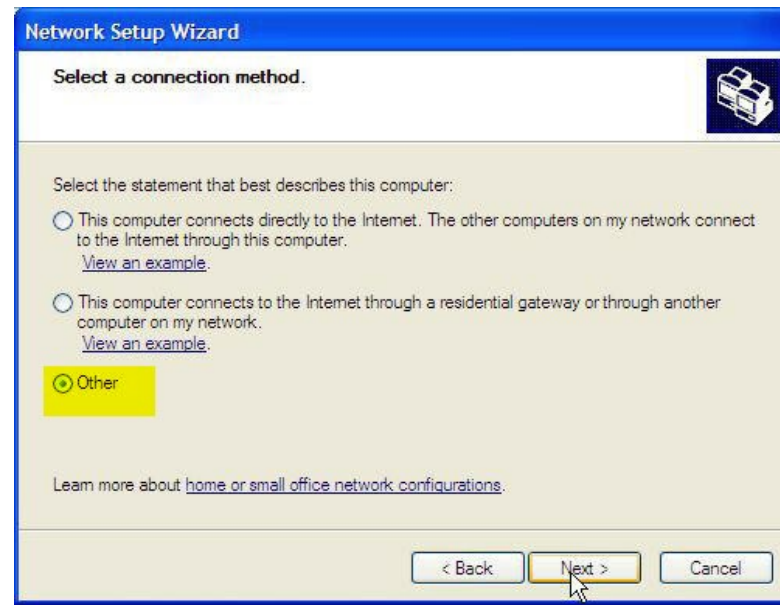 Network Setup Wizard
Select a connection method.
Select the statement that best describes this computer:
This computer connects directly to the Internet. The other computers on my network connect
to the Internet through this computer.
View an example.
This computer connects to the Internet through a residential gateway or through another
computer on my network.
View an example.
Other
Learn more about home or small office network configurations.
< Back Next > Cancel